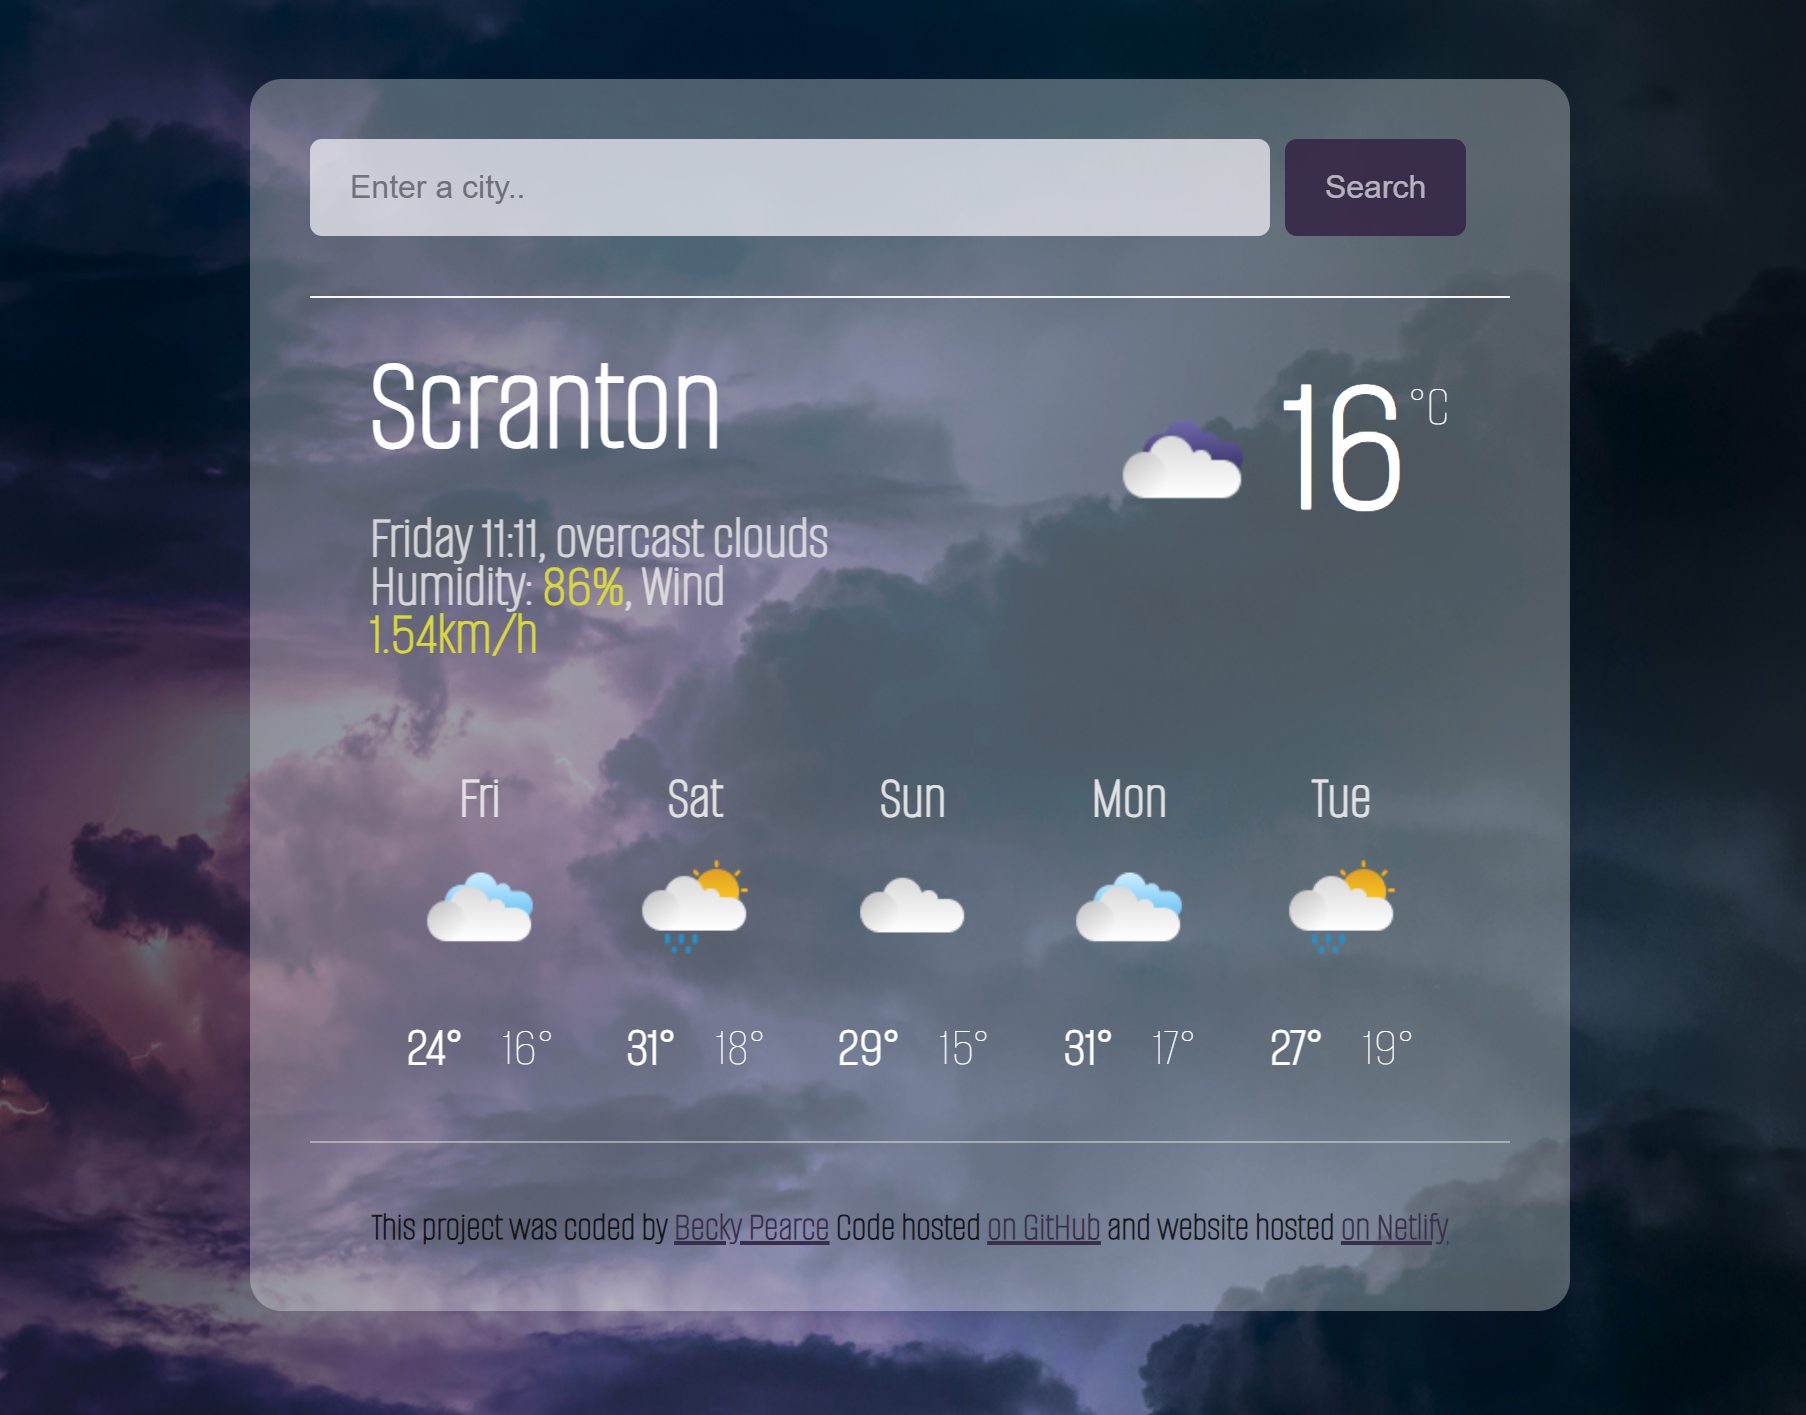 Enter a city..
Search
Scranton
16 °C
Friday 11:11, overcast clouds
Humidity: 86%, Wind
1.54km/h
Fri Sat Sun Mon Tue
24° 16° 31° 18° 29° 15° 31° 17° 27° 19°
This project was coded by Becky Pearce Code hosted on GitHub and website hosted on Netlify